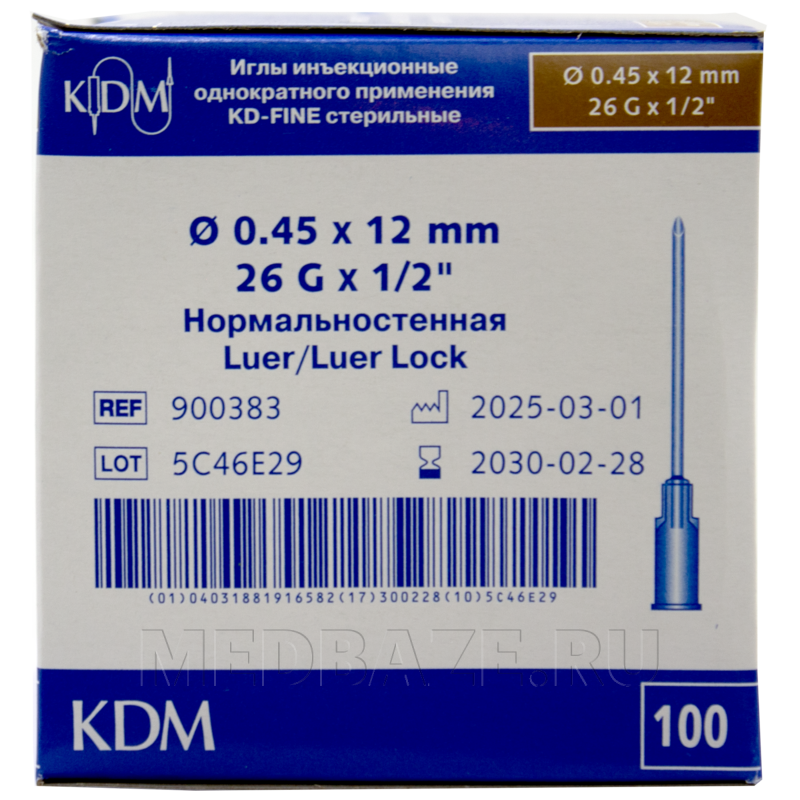 KDM
Иглы инъекционные
однократного применения
KD-FINE стерильные
Ø 0.45 x 12 mm
26 G x 1/2"
Ø 0.45 x 12 mm
26 G x 1/2"
Нормальностенная
Luer/Luer Lock
REF 900383 2025-03-01
LOT 5C46E29 2030-02-28
(01)04031881916582(17)300228(10)5C46E29
MEDBAZE.RU
KDM 100